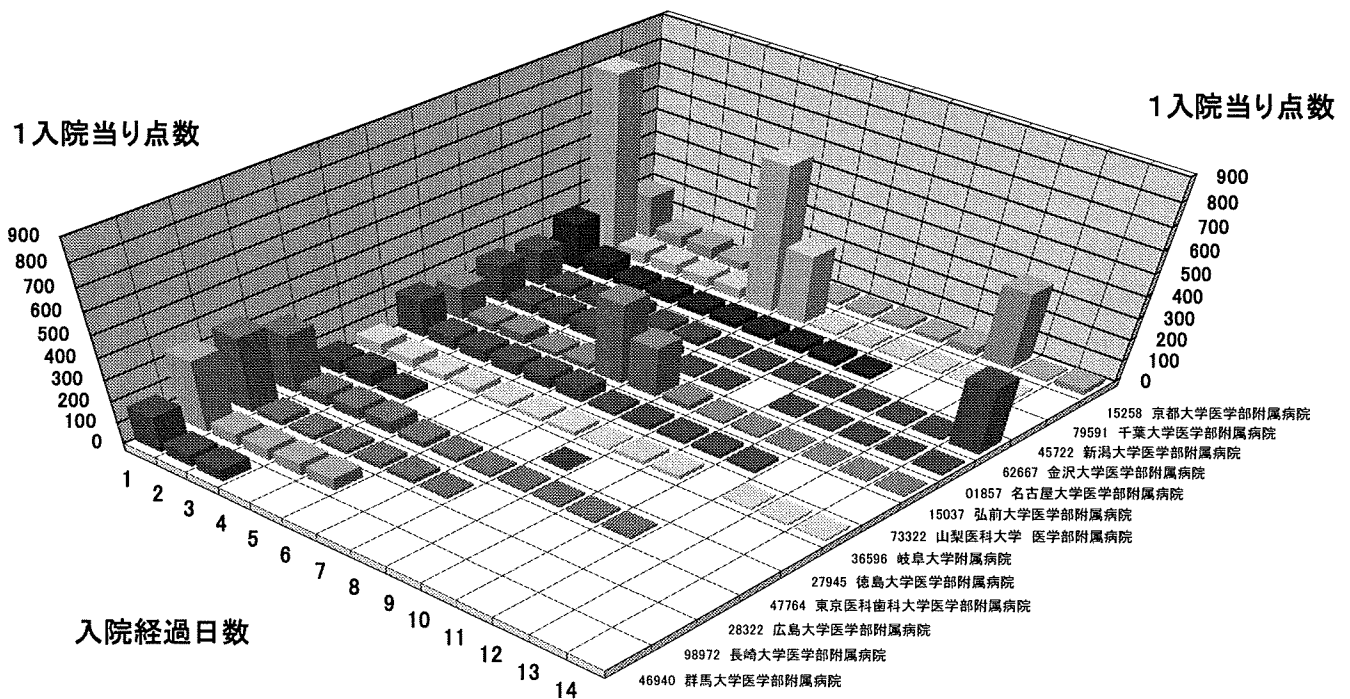 1入院当り点数
1入院当り点数
900
800
700
600
500
400
300
200
100
0
900
800
700
600
500
400
300
200
100
0
1
2
3
4
5
6
7
8
9
10
11
12
13
14
入院経過日数
15258 京都大学医学部附属病院
79591 千葉大学医学部附属病院
45722 新潟大学医学部附属病院
62667 金沢大学医学部附属病院
01857 名古屋大学医学部附属病院
15037 弘前大学医学部附属病院
73322 山梨医科大学 医学部附属病院
36596 岐阜大学附属病院
27945 徳島大学医学部附属病院
47764 東京医科歯科大学医学部附属病院
28322 広島大学医学部附属病院
98972 長崎大学医学部附属病院
46940 群馬大学医学部附属病院